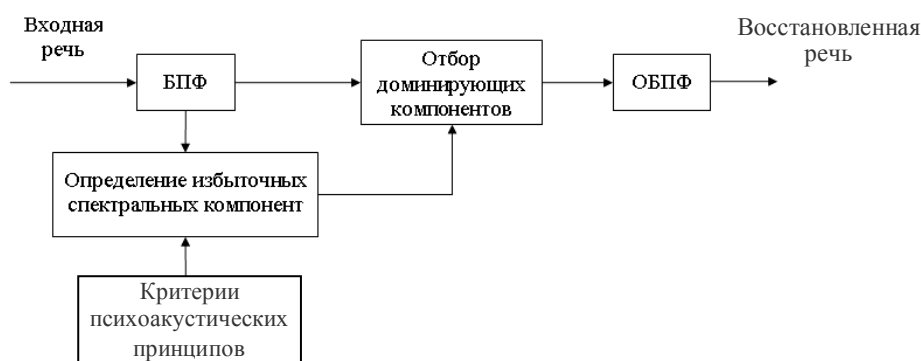 Входная
речь
БПФ
Отбор
доминирующих
компонентов
ОБПФ
Восстановленная
речь
Определение избыточных
спектральных компонент
Критерии
психоакустических
принципов